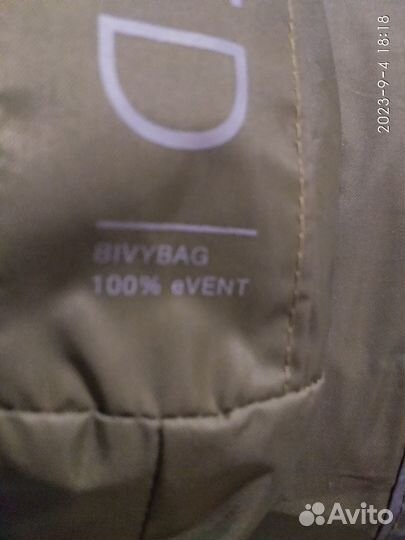 2023-9-4 18:18
D
BIVYBAG
100% eVENT
Avito